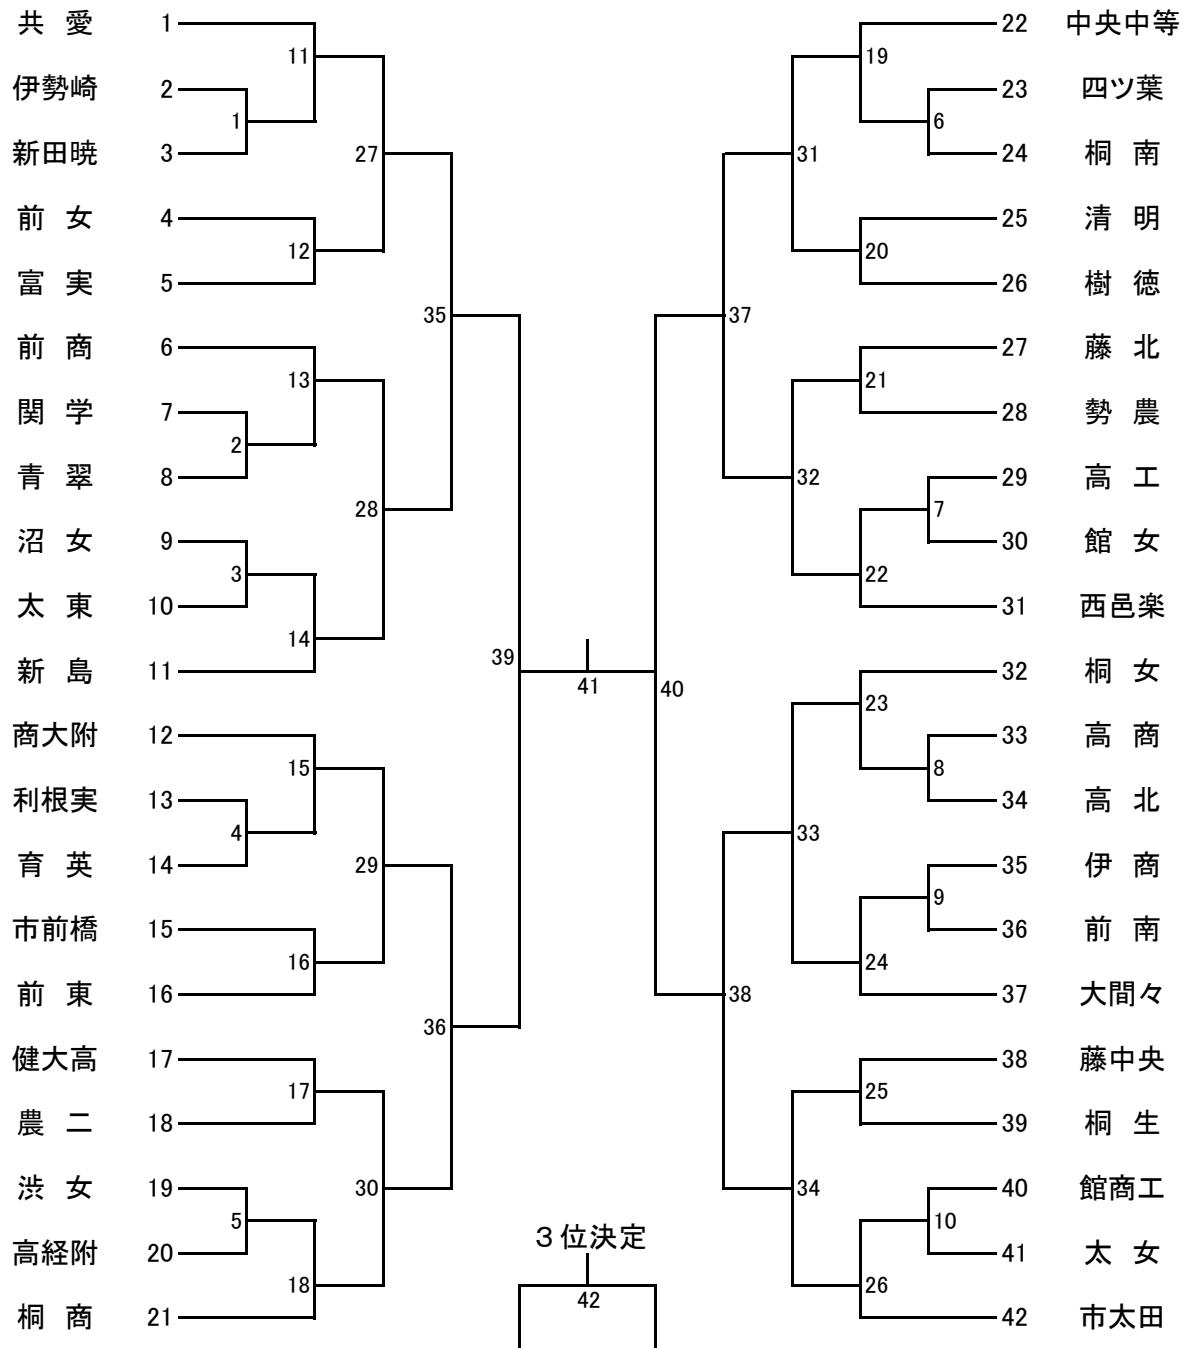 共 愛 1
11
伊勢崎 2
1
新田暁 3
27
前 女 4
12
富 実 5
35
前 商 6
13
関 学 7
2
青 翠 8
28
沼 女 9
3
太 東 10
14
新 島 11
39
商大附 12
15
利根実 13
4
育 英 14
29
市前橋 15
16
前 東 16
36
健大高 17
17
農 二 18
渋 女 19
30
5
高経附 20
18
桐 商 21
41
3位決定
42
22 中央中等
19
23 四ツ葉
6
24 桐 南
31
25 清 明
20
26 樹 徳
37
27 藤 北
21
28 勢 農
29 高 工
32
7
30 館 女
22
31 西邑楽
40
32 桐 女
23
33 高 商
8
34 高 北
33
35 伊 商
9
36 前 南
24
37 大間々
38
38 藤中央
25
39 桐 生
40 館商工
34
10
41 太 女
26
42 市太田